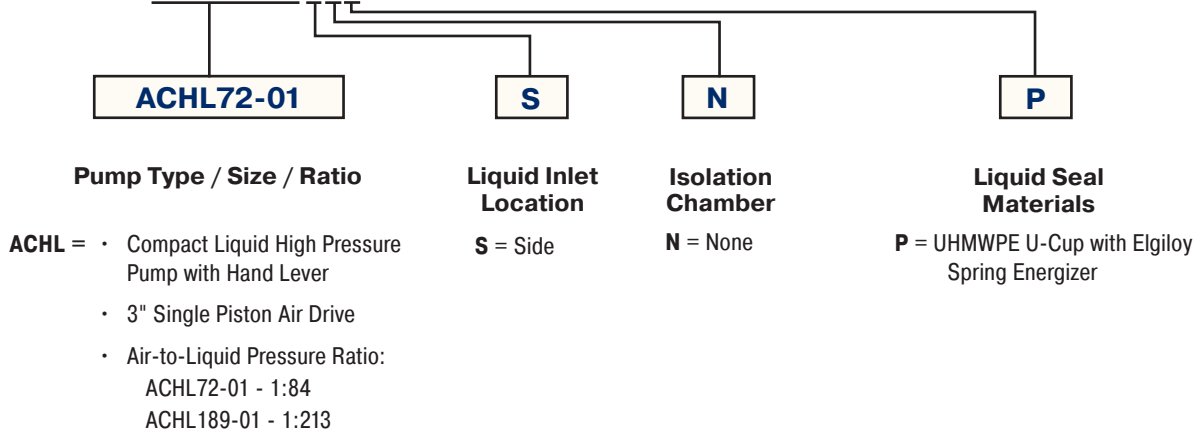 ACHL72-01
S
N
P
Pump Type / Size / Ratio
Liquid Inlet
Location
Isolation
Chamber
Liquid Seal
Materials
ACHL = • Compact Liquid High Pressure
Pump with Hand Lever
• 3" Single Piston Air Drive
• Air-to-Liquid Pressure Ratio:
ACHL72-01 - 1:84
ACHL189-01 - 1:213
S = Side
N = None
P = UHMWPE U-Cup with Elgiloy
Spring Energizer